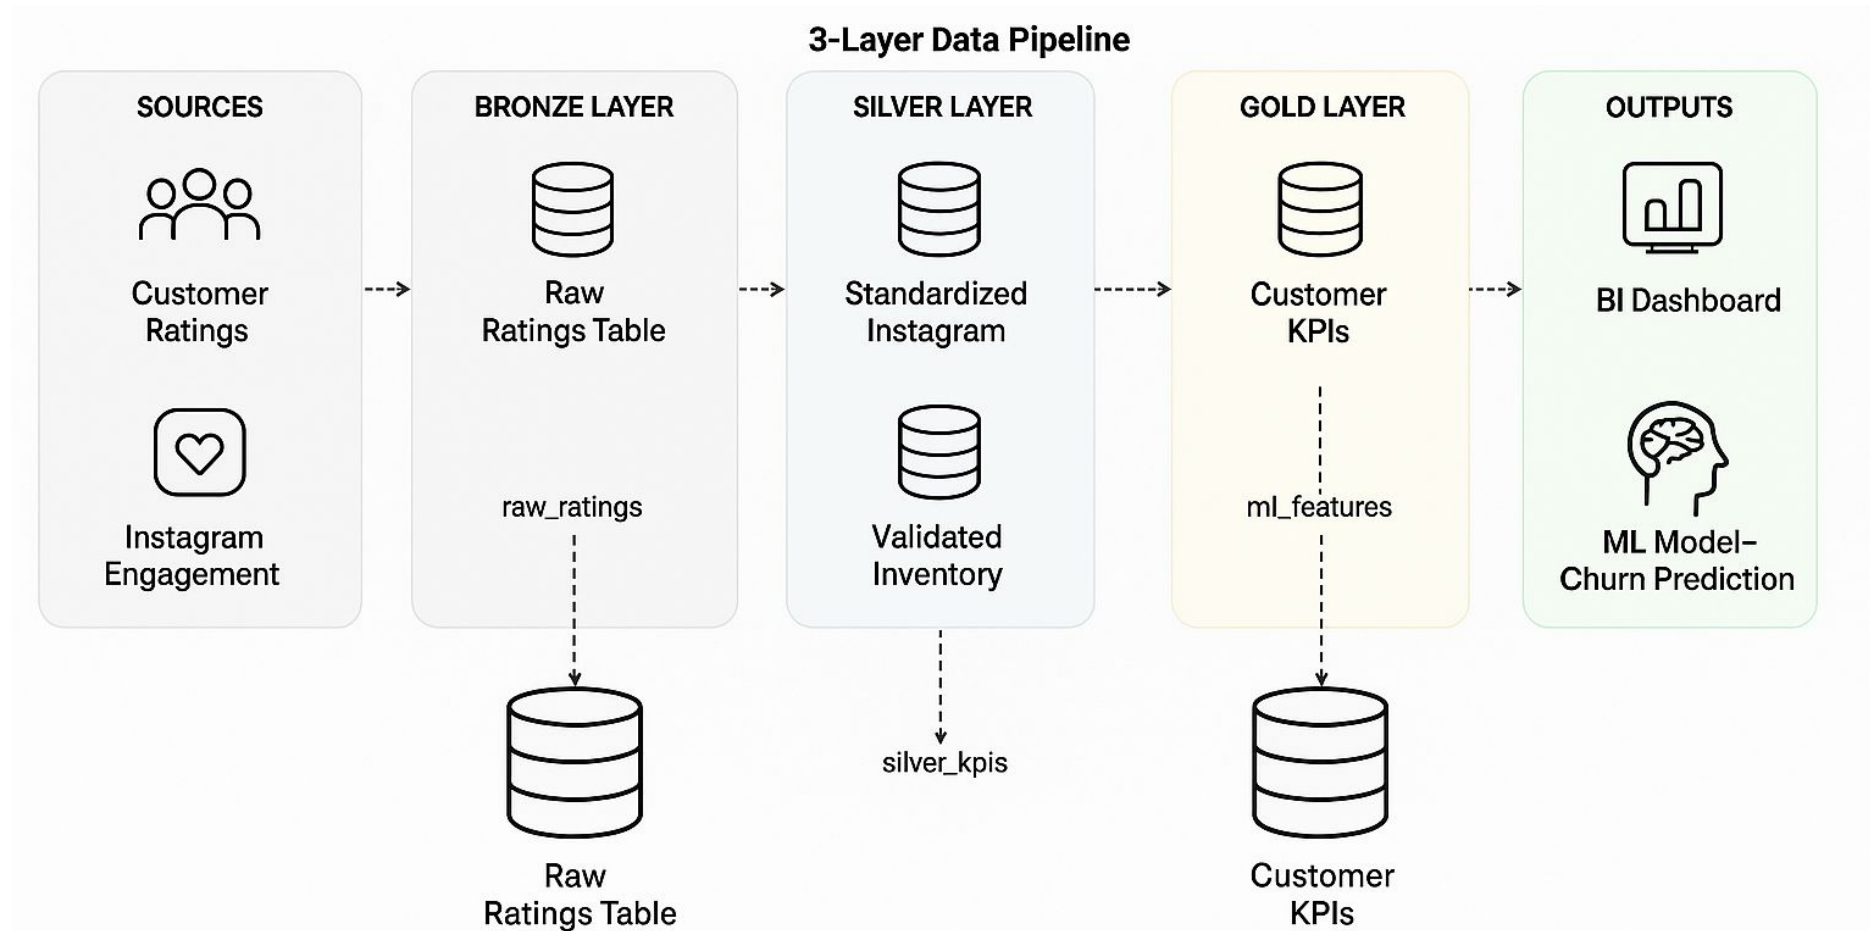 3-Layer Data Pipeline
SOURCES
Customer
Ratings
Instagram
Engagement
BRONZE LAYER
Raw
Ratings Table
raw_ratings
SILVER LAYER
Standardized
Instagram
Validated
Inventory
GOLD LAYER
Customer
KPIs
ml_features
OUTPUTS
BI Dashboard
ML Model–
Churn Prediction
Raw
Ratings Table
silver_kpis
Customer
KPIs